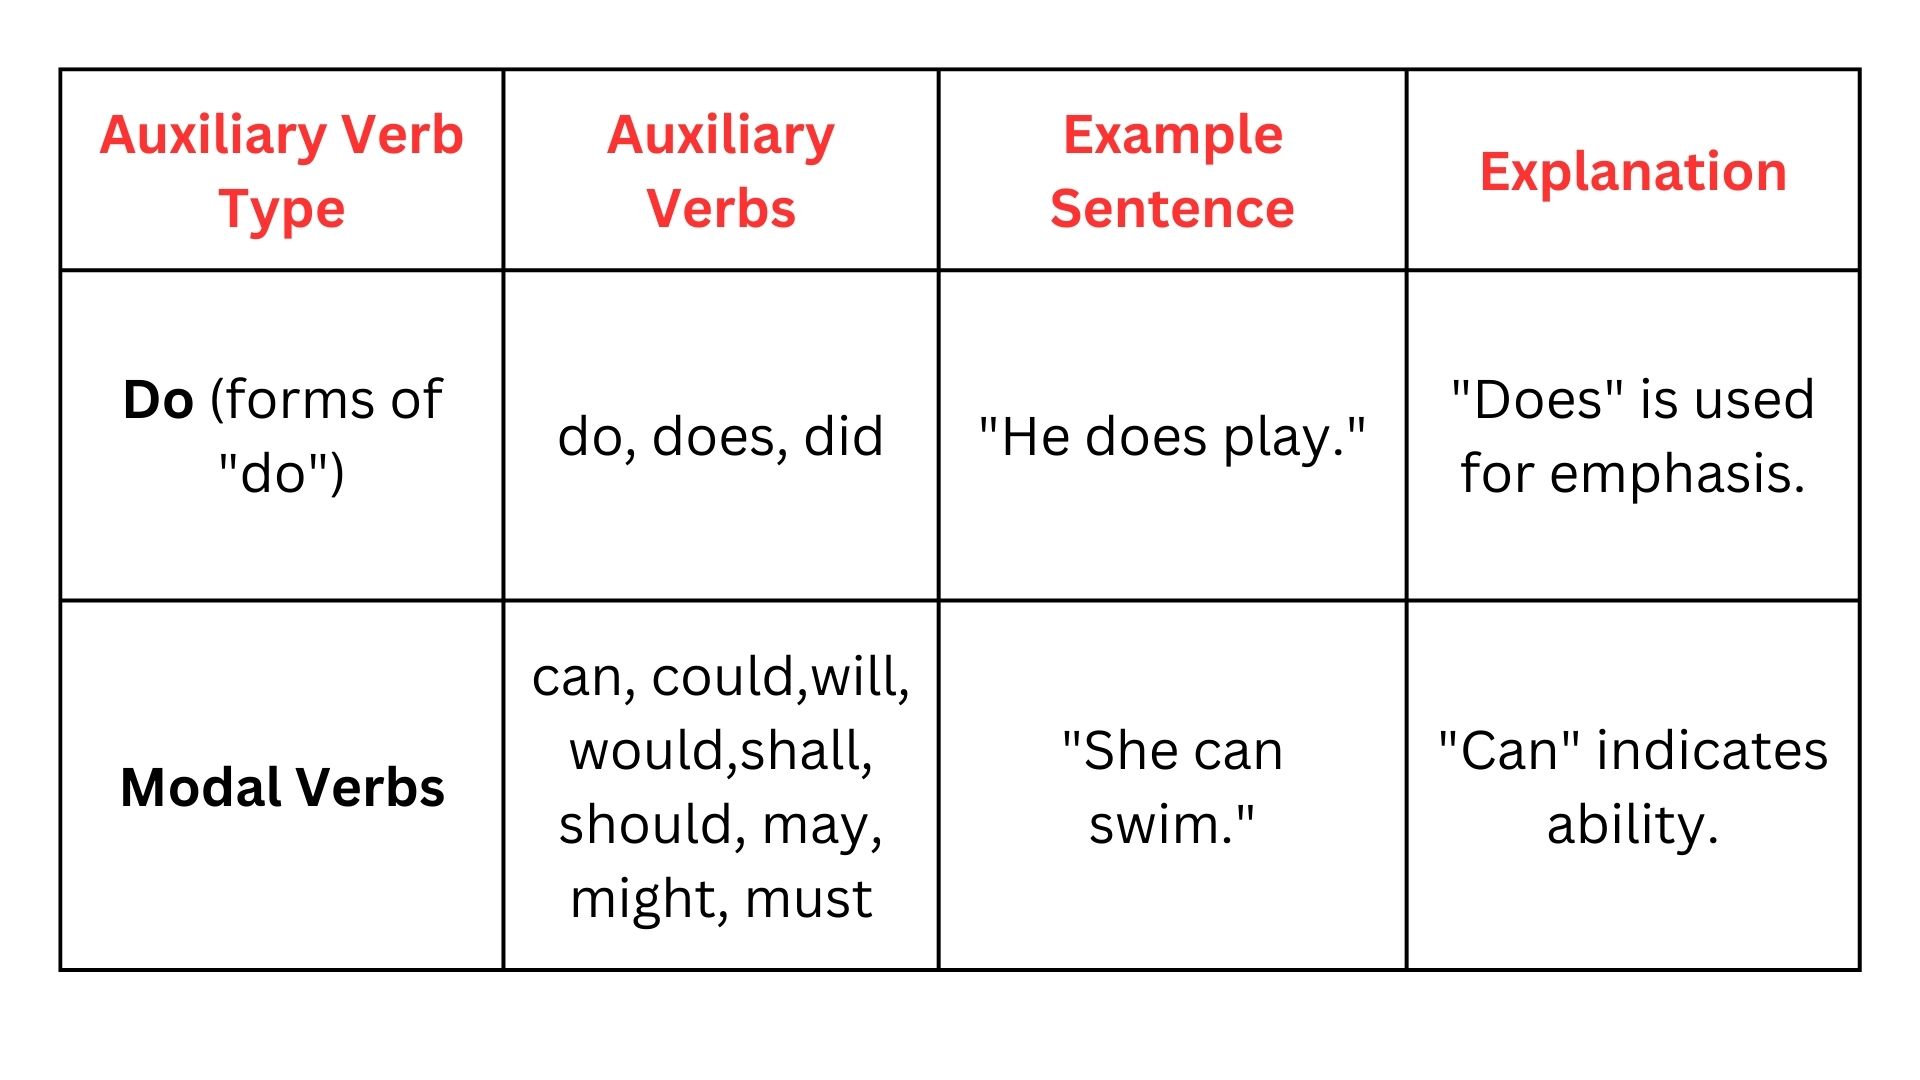 Auxiliary Verb
Type
Auxiliary
Verbs
Example
Sentence
Explanation
Do (forms of
"do")
do, does, did
"He does play."
"Does" is used
for emphasis.
Modal Verbs
can, could,will,
would,shall,
should, may,
might, must
"She can
swim."
"Can" indicates
ability.